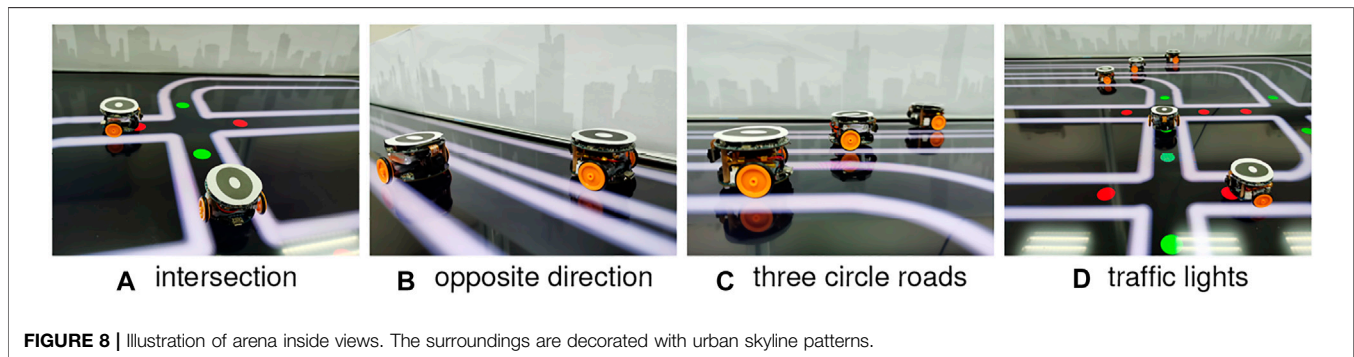 A intersection
B opposite direction
C three circle roads
D traffic lights
FIGURE 8 | Illustration of arena inside views. The surroundings are decorated with urban skyline patterns.